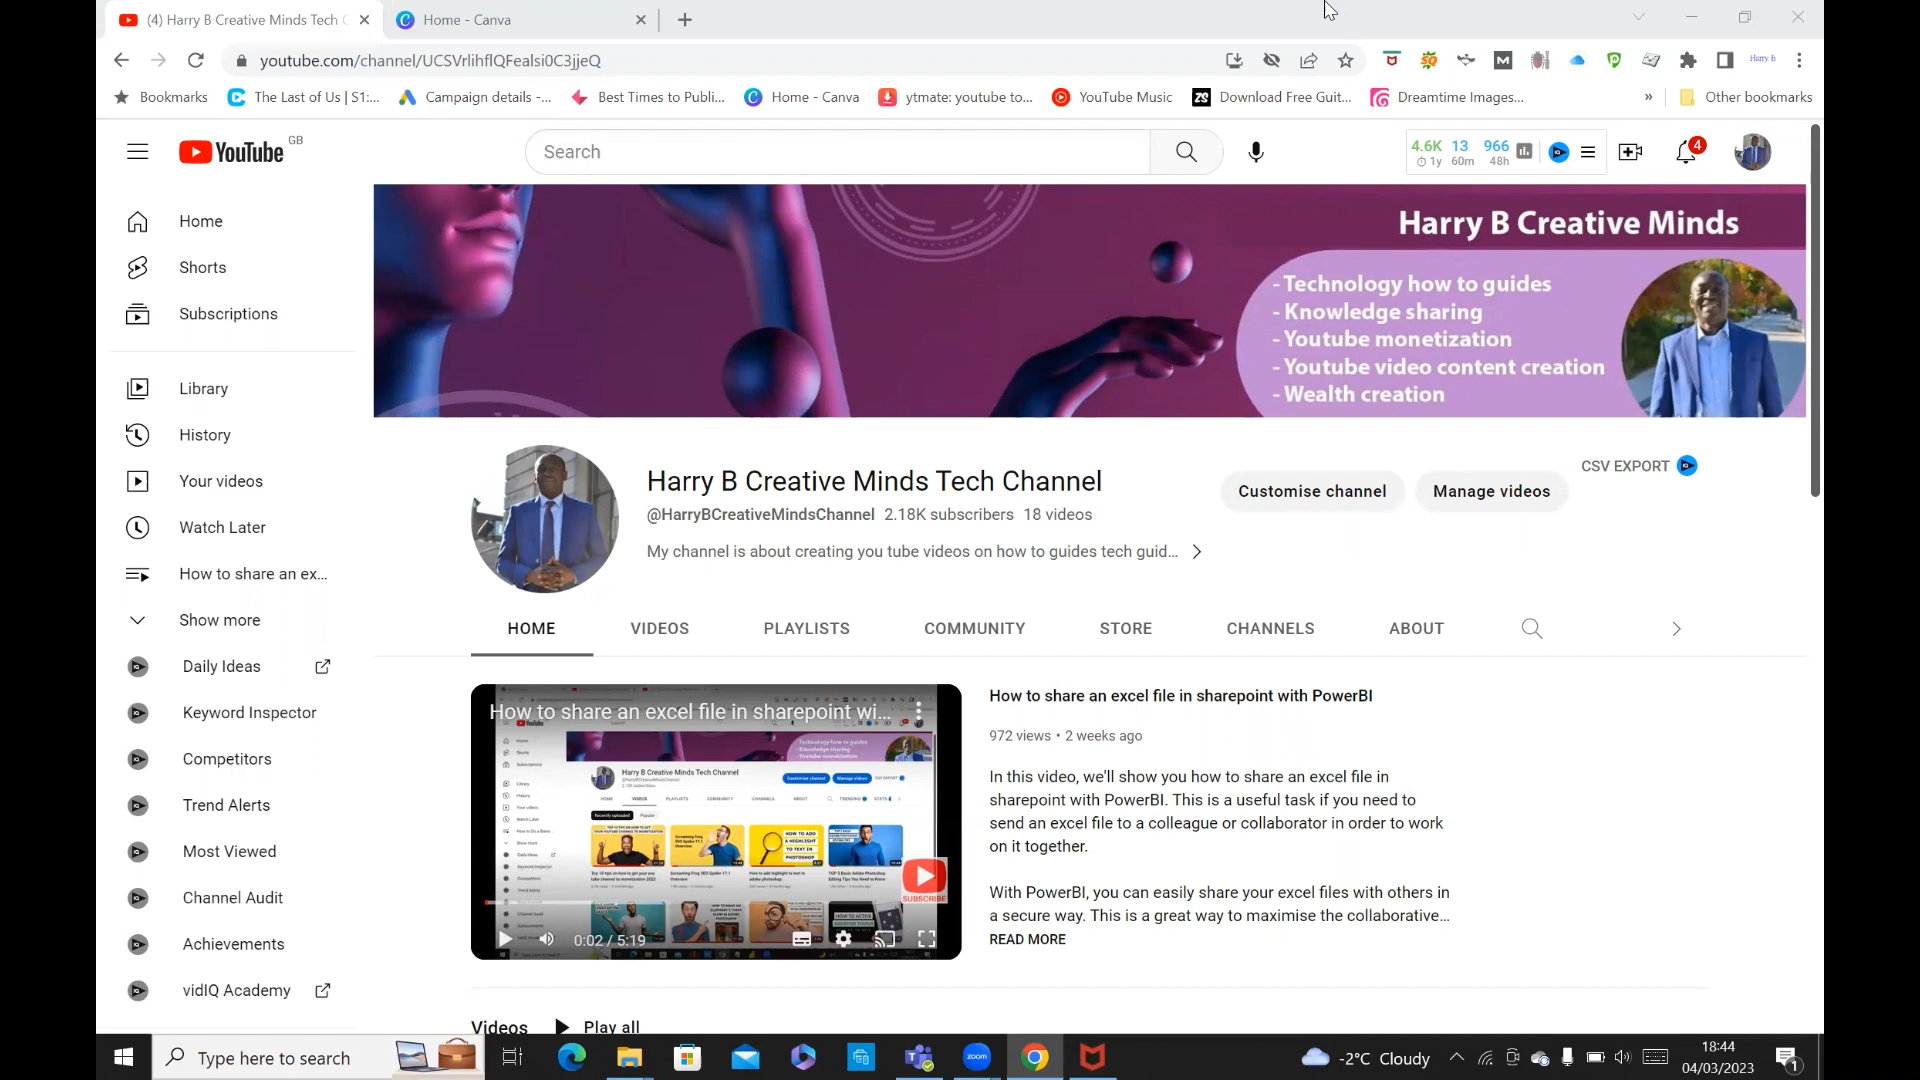 (4) Harry B Creative Minds Tech C
Home - Canva
youtube.com/channel/UCSVrlihflQFealsi0C3jjeQ
Harry B
Bookmarks
The Last of Us | S1:...
Campaign details -...
Best Times to Publi...
Home - Canva
ytmate: youtube to...
YouTube Music
Download Free Guit...
Dreamtime Images...
»
Other bookmarks
YouTube GB
Search
4.6K 13 966
1y 60m 48h
4
Home
Shorts
Subscriptions
Library
History
Your videos
Watch Later
How to share an ex...
Show more
Daily Ideas
Keyword Inspector
Competitors
Trend Alerts
Most Viewed
Channel Audit
Achievements
vidIQ Academy
Harry B Creative Minds
- Technology how to guides
- Knowledge sharing
- Youtube monetization
- Youtube video content creation
- Wealth creation
Harry B Creative Minds Tech Channel
@HarryBCreativeMindsChannel 2.18K subscribers 18 videos
My channel is about creating you tube videos on how to guides tech guid...
Customise channel
Manage videos
CSV EXPORT
HOME
VIDEOS
PLAYLISTS
COMMUNITY
STORE
CHANNELS
ABOUT
How to share an excel file in sharepoint wi...
Harry B Creative Minds Tech Channel
SUBSCRIBE
0:02 / 5:19
How to share an excel file in sharepoint with PowerBI
972 views • 2 weeks ago
In this video, we'll show you how to share an excel file in
sharepoint with PowerBI. This is a useful task if you need to
send an excel file to a colleague or collaborator in order to work
on it together.
With PowerBI, you can easily share your excel files with others in
a secure way. This is a great way to maximise the collaborative...
READ MORE
Videos
Play all
Type here to search
zoom
-2°C Cloudy
18:44
04/03/2023
1